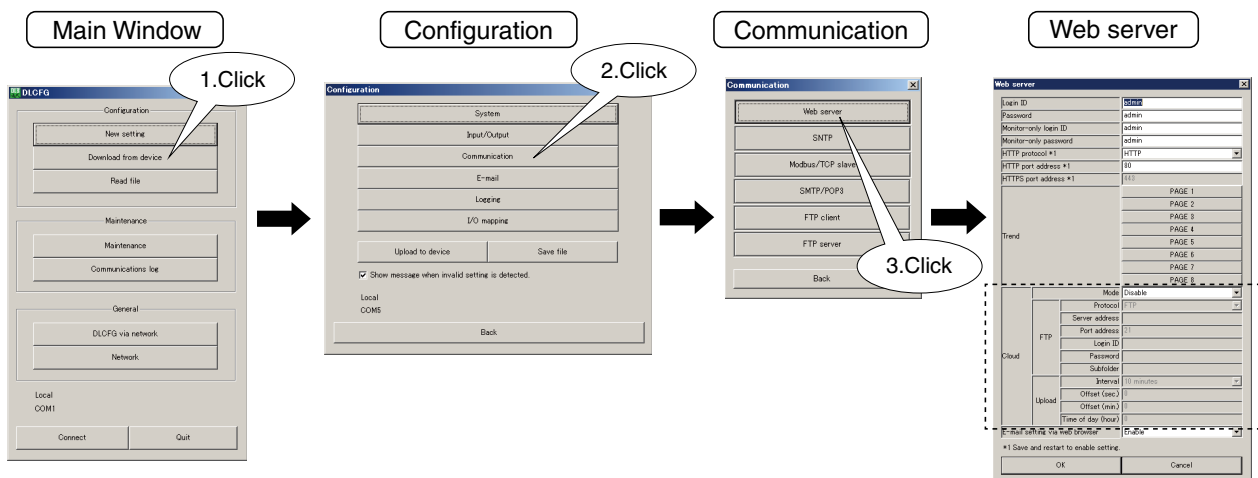 Main Window
Configuration
Communication
Web server
1.Click
2.Click
3.Click
DLCFG
Configuration
New setting
Download from device
Read file
Maintenance
Maintenance
Communications log
General
DLCFG via network
Network
Local
COM1
Connect Quit
Configuration
System
Input/Output
Communication
E-mail
Logging
I/O mapping
Upload to device Save file
Show message when invalid setting is detected.
Local
COM5
Back
Communication
Web server
SNTP
Modbus/TCP slave
SMTP/POP3
FTP client
FTP server
Back
Web server
Login ID admin
Password admin
Monitor-only login ID admin
Monitor-only password admin
HTTP protocol *1 HTTP
HTTP port address *1 80
HTTPS port address *1 443
Trend
PAGE 1
PAGE 2
PAGE 3
PAGE 4
PAGE 5
PAGE 6
PAGE 7
PAGE 8
Cloud
Mode Disable
FTP
Protocol FTP
Server address
Port address 21
Login ID
Password
Subfolder
Upload
Interval 10 minutes
Offset (sec.) 0
Offset (min.) 0
Time of day (hour) 0
E-mail setting via web browser Enable
*1 Save and restart to enable setting.
OK Cancel